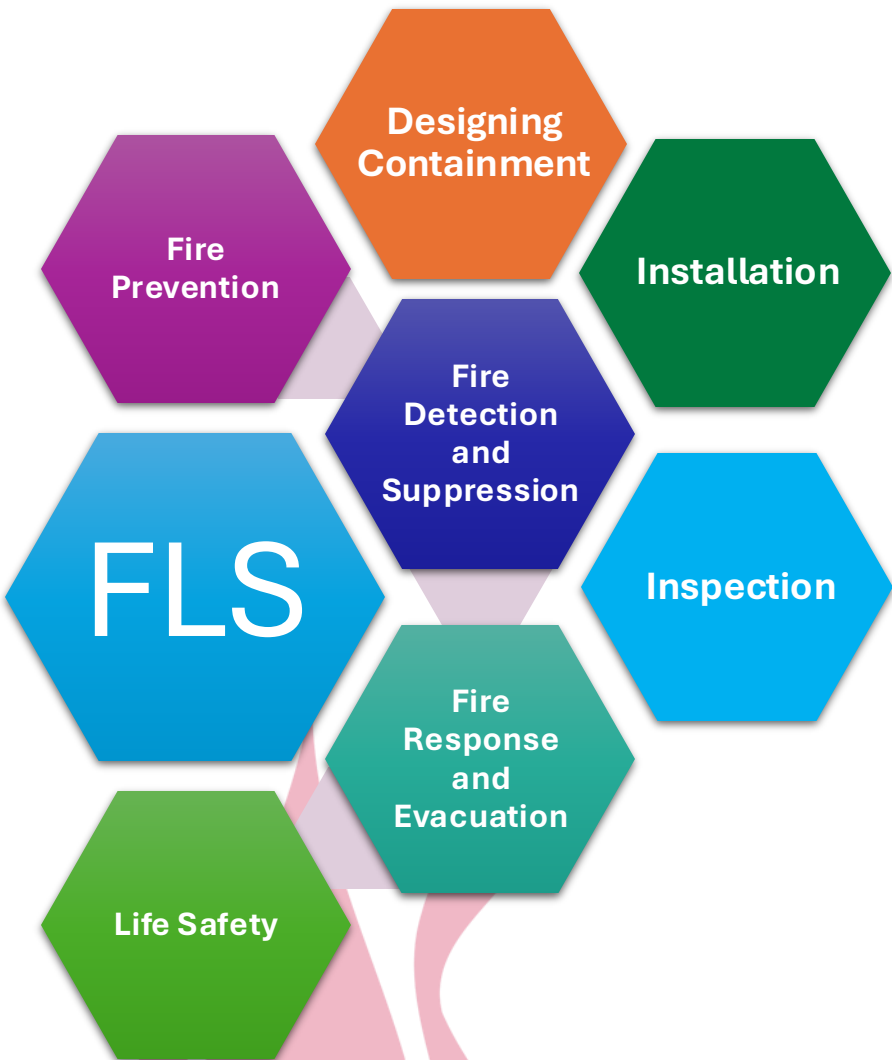 Designing
Containment
Fire
Prevention
Installation
Fire
Detection
and
Suppression
FLS
Inspection
Fire
Response
and
Evacuation
Life Safety